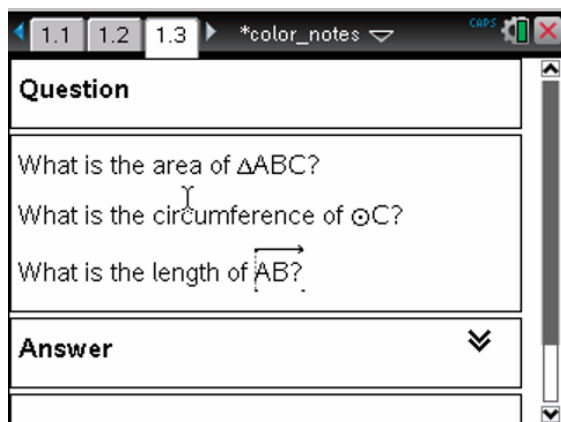 1.1 1.2 1.3 *color_notes CAPS
Question
What is the area of ΔABC?
What is the circumference of ⊙C?
What is the length of AB?
Answer